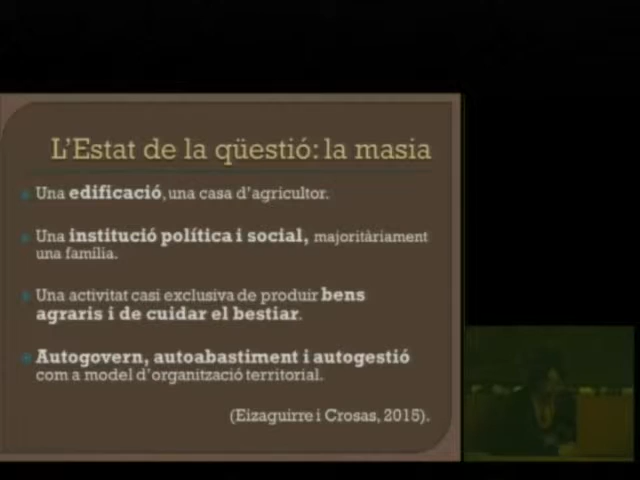 L'Estat de la qüestió: la masia
Una edificació, una casa d'agricultor.
Una institució política i social, majoritàriament
una família.
Una activitat casi exclusiva de produir bens
agraris i de cuidar el bestiar.
Autogovern, autoabastiment i autogestió
com a model d'organització territorial.
(Eizaguirre i Crosas, 2015).